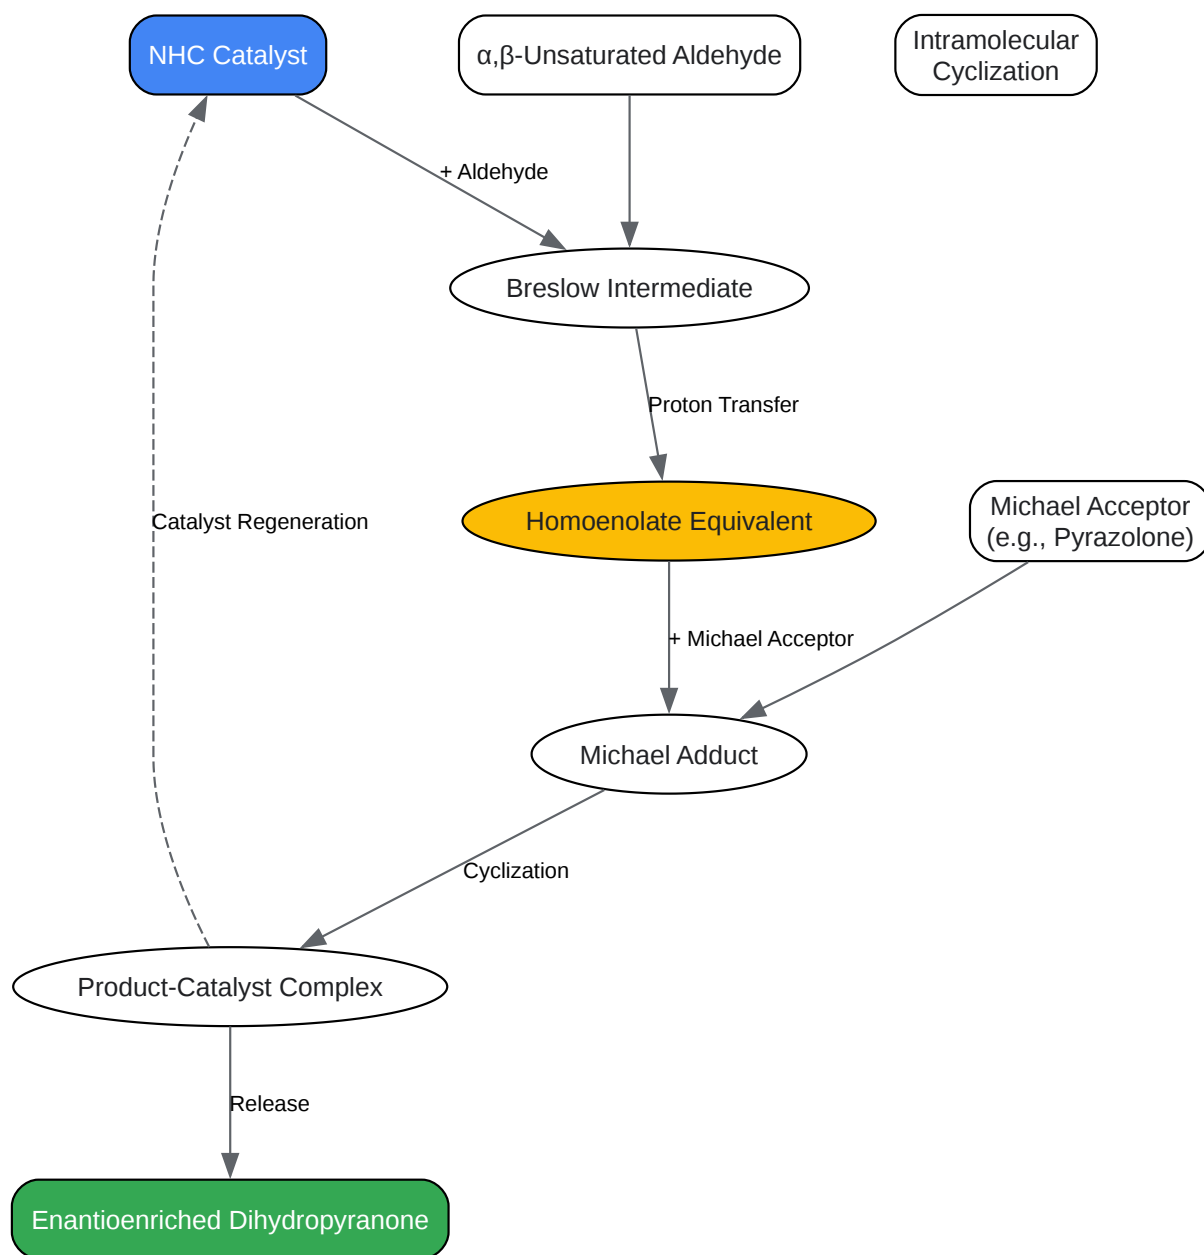 NHC Catalyst
α,β-Unsaturated Aldehyde
Intramolecular
Cyclization
+ Aldehyde
Breslow Intermediate
Proton Transfer
Homoenolate Equivalent
Michael Acceptor
(e.g., Pyrazolone)
Catalyst Regeneration
+ Michael Acceptor
Michael Adduct
Cyclization
Product-Catalyst Complex
Release
Enantioenriched Dihydropyranone